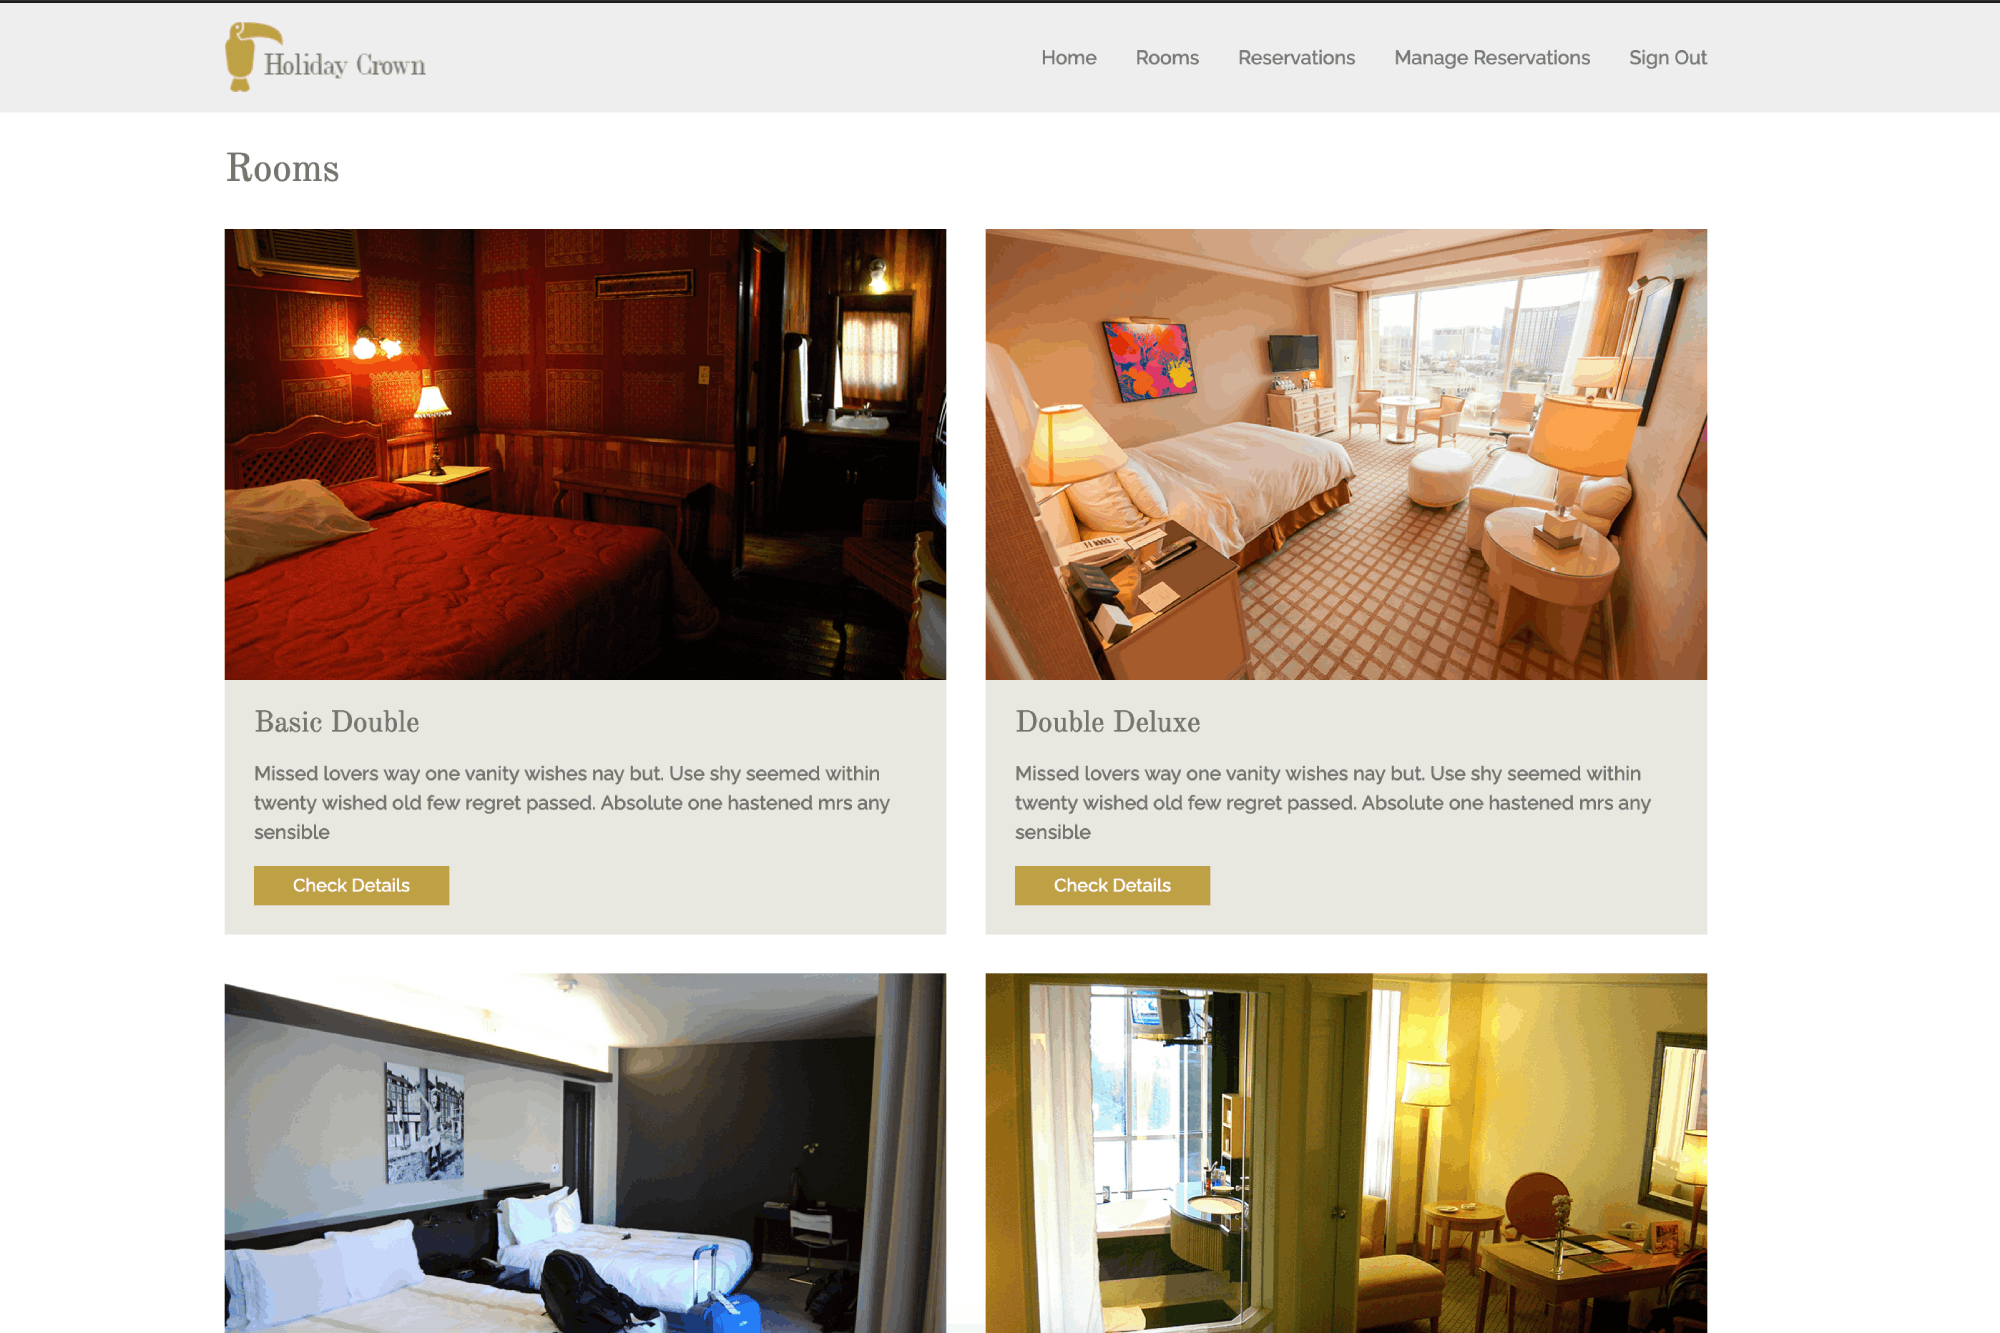 Holiday Crown
Home Rooms Reservations Manage Reservations Sign Out
Rooms
Basic Double
Missed lovers way one vanity wishes nay but. Use shy seemed within
twenty wished old few regret passed. Absolute one hastened mrs any
sensible
Check Details
Double Deluxe
Missed lovers way one vanity wishes nay but. Use shy seemed within
twenty wished old few regret passed. Absolute one hastened mrs any
sensible
Check Details